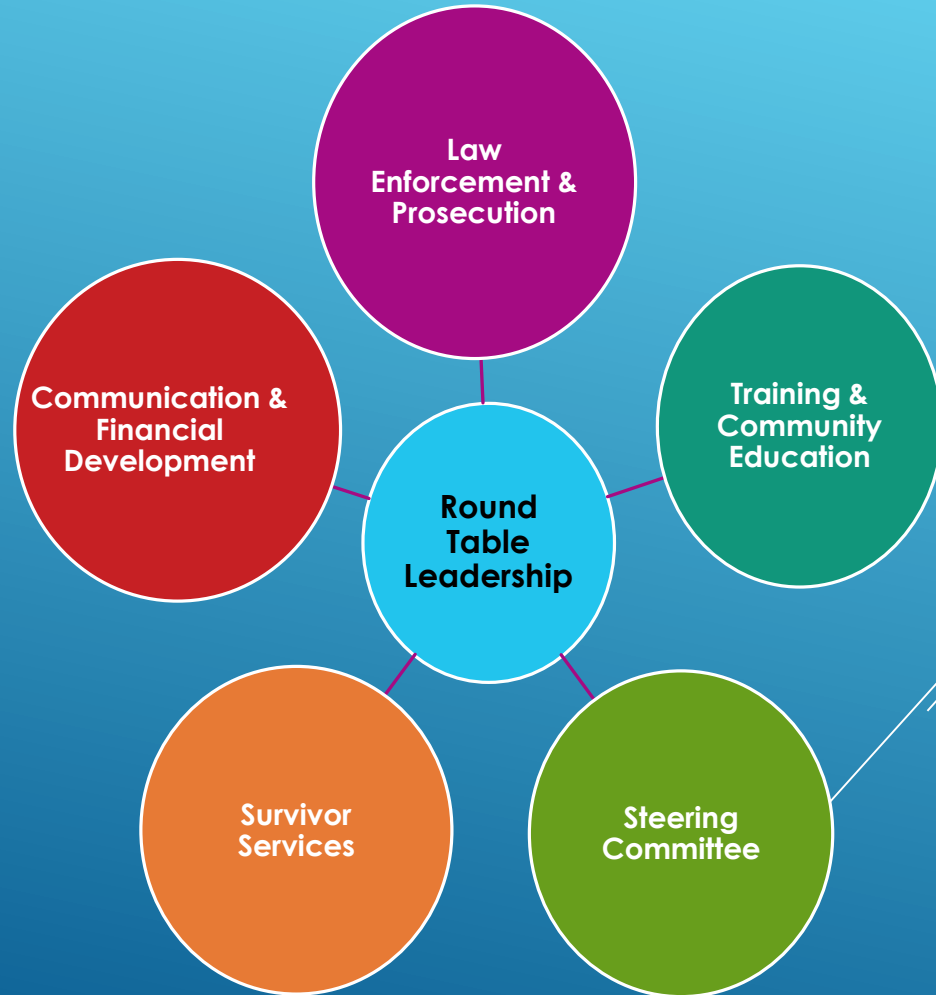 Law
Enforcement &
Prosecution
Communication &
Financial
Development
Training &
Community
Education
Round
Table
Leadership
Survivor
Services
Steering
Committee